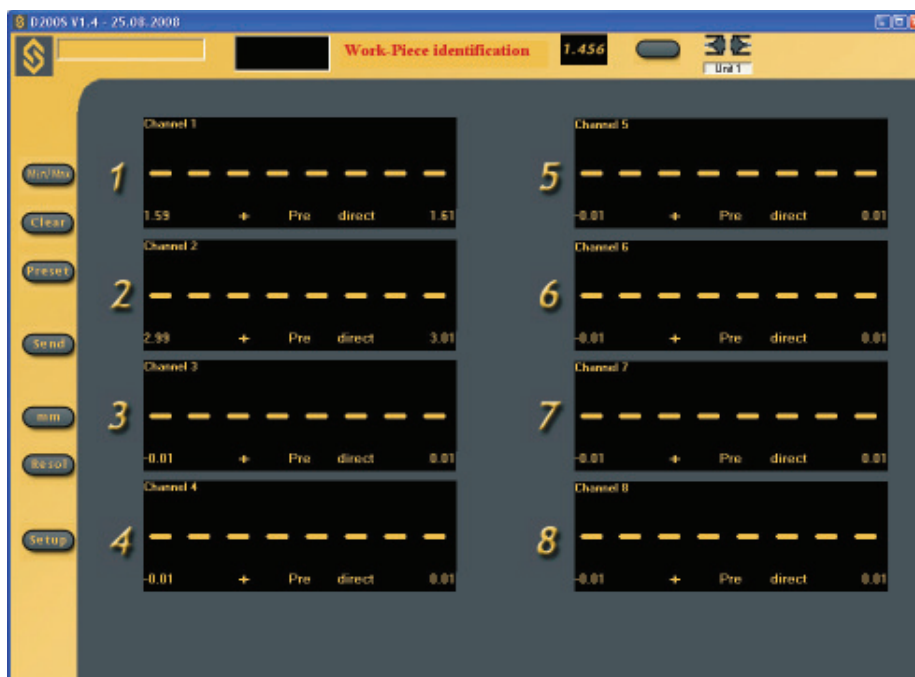 D200S V1.4 - 25.08.2008
Work-Piece identification
1.456
Unit 1
Min/Max
Clear
Preset
Send
mm
Resol
Setup
1
Channel 1
1.59 + Pre direct 1.61
2
Channel 2
2.99 + Pre direct 3.01
3
Channel 3
-0.01 + Pre direct 0.01
4
Channel 4
-0.01 + Pre direct 0.01
5
Channel 5
-0.01 + Pre direct 0.01
6
Channel 6
-0.01 + Pre direct 0.01
7
Channel 7
-0.01 + Pre direct 0.01
8
Channel 8
-0.01 + Pre direct 0.01